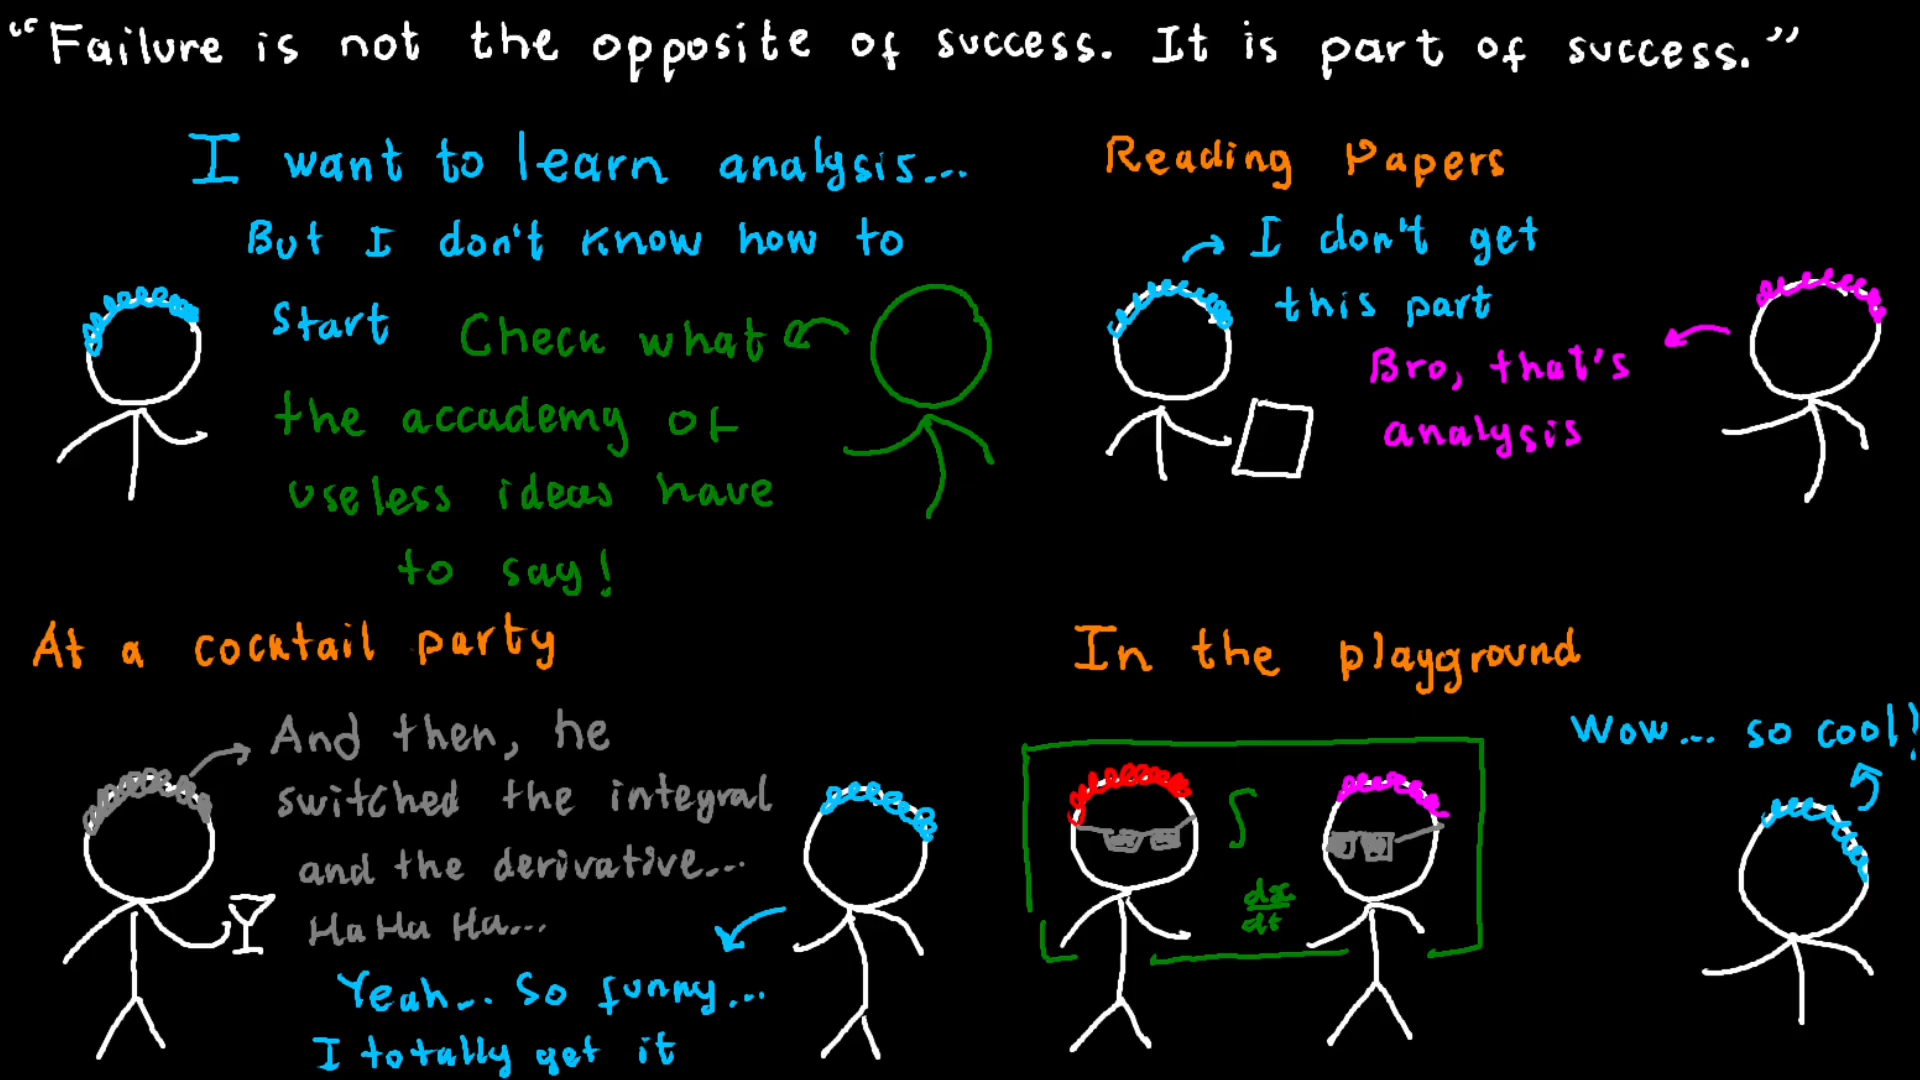 “Failure is not the opposite of success. It is part of success.”
I want to learn analysis...
But I don't know how to
start
Check what
the accademy of
useless ideas have
to say!
Reading Papers
I don't get
this part
Bro, that's
analysis
At a cocktail party
And then, he
switched the integral
and the derivative...
Ha Ha Ha...
Yeah... So funny...
I totally get it
In the playground
∫
dx
dt
Wow... so cool!